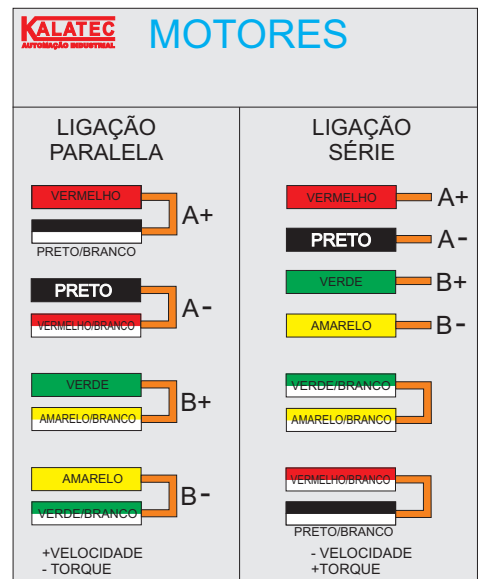 KALATEC
AUTOMAÇÃO INDUSTRIAL
MOTORES
LIGAÇÃO
PARALELA
VERMELHO
A+
PRETO/BRANCO
PRETO
A-
VERMELHO/BRANCO
VERDE
B+
AMARELO/BRANCO
AMARELO
B-
VERDE/BRANCO
+VELOCIDADE
- TORQUE
LIGAÇÃO
SÉRIE
VERMELHO A+
PRETO A-
VERDE B+
AMARELO B-
VERDE/BRANCO
AMARELO/BRANCO
VERMELHO/BRANCO
PRETO/BRANCO
- VELOCIDADE
+TORQUE